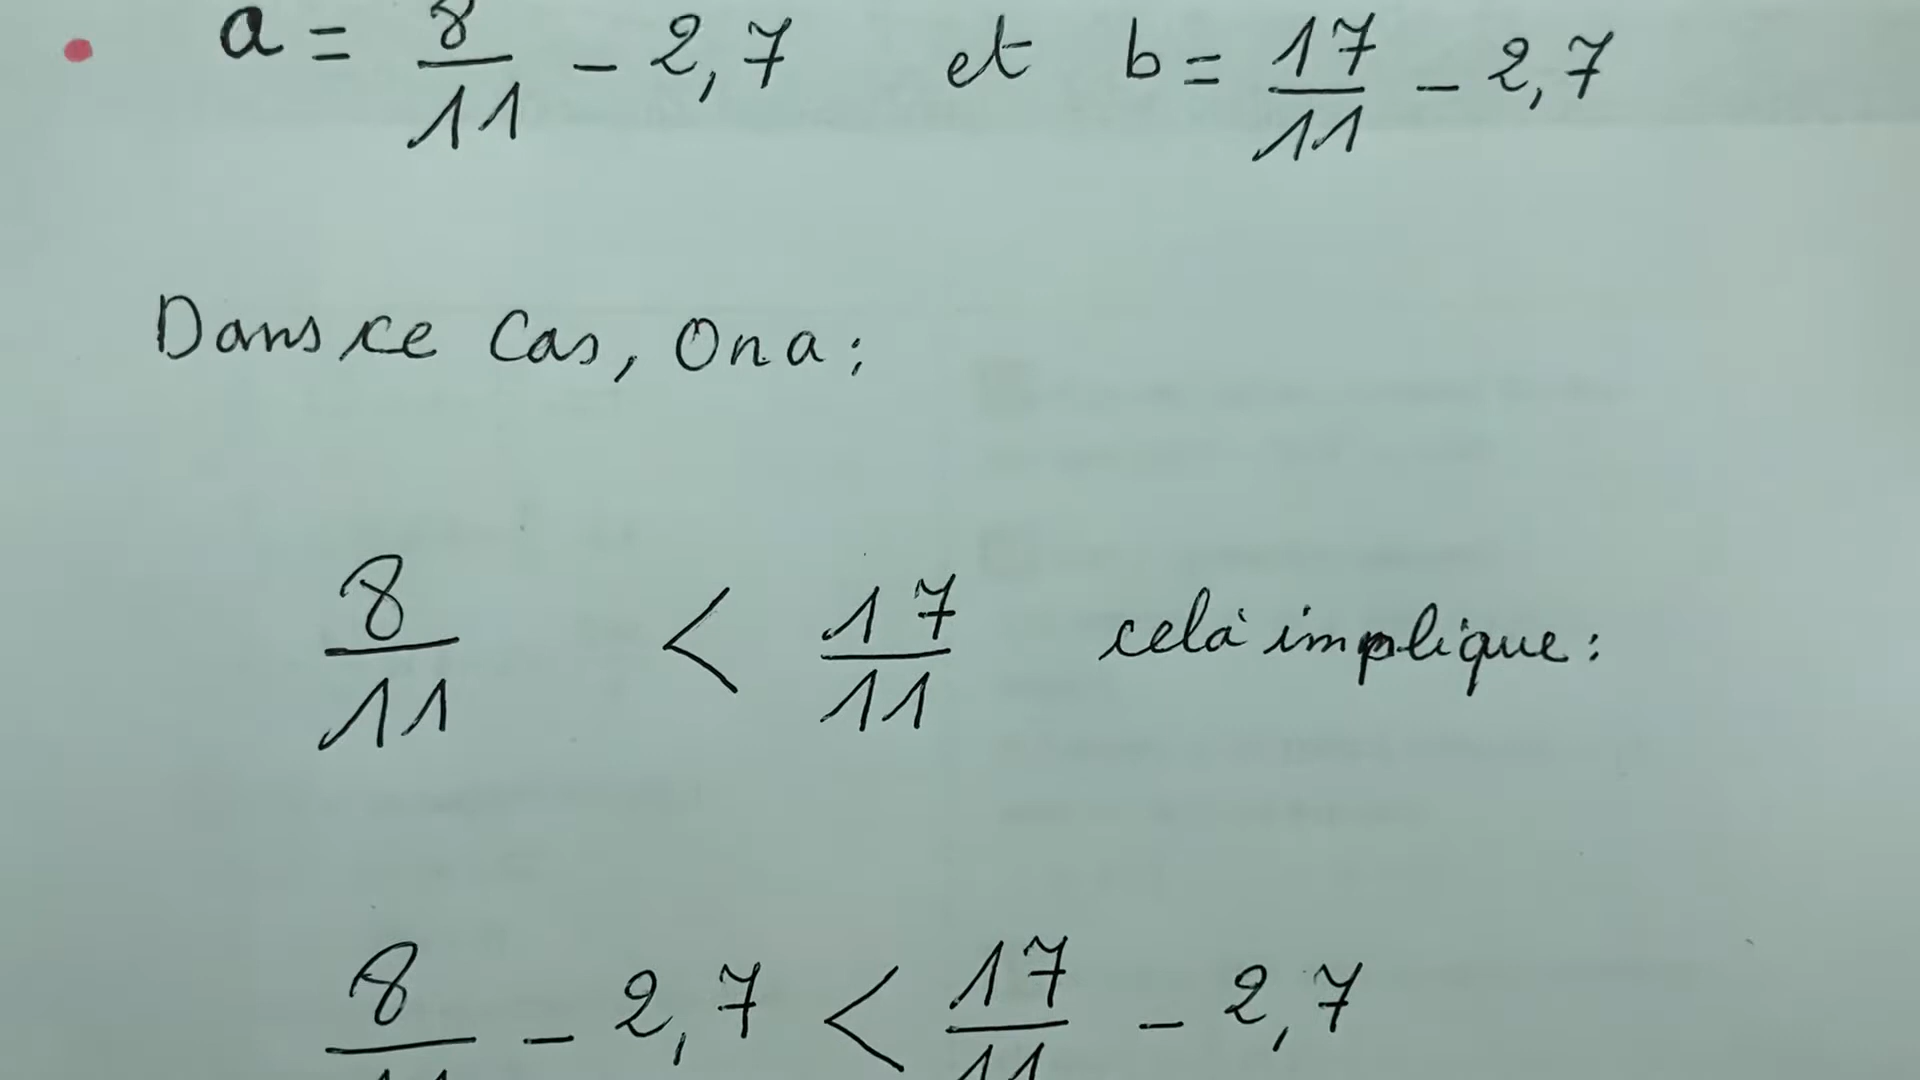 a = 8/11 - 2,7 et b = 17/11 - 2,7
Dans ce Cas, On a :
8/11 < 17/11 celà implique :
8/11 - 2,7 < 17/11 - 2,7